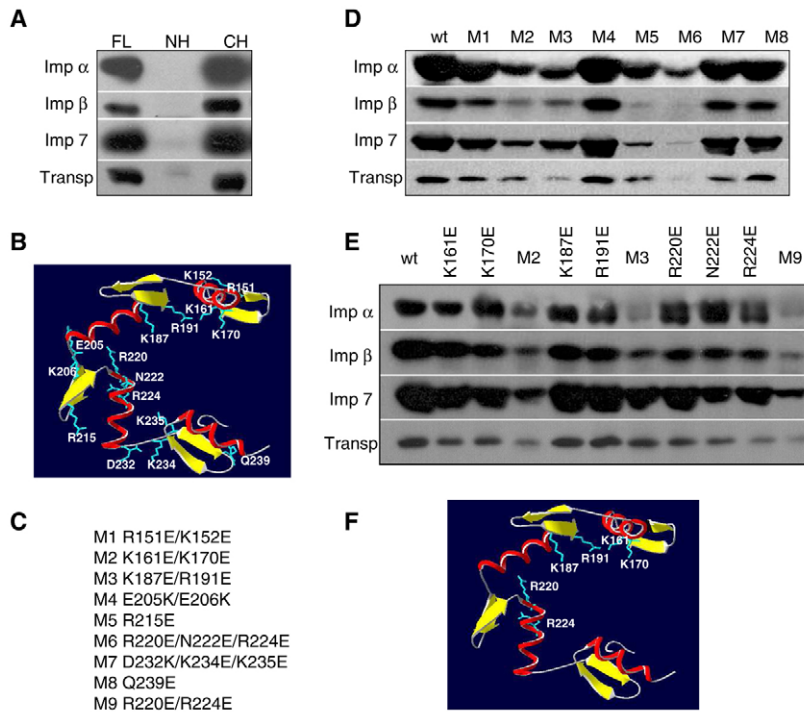 A
FL NH CH
Imp α
Imp β
Imp 7
Transp
B
K152
R151
K161
R191
K170
K187
E205
R220
K206
N222
R224
K235
R215
D232
K234
Q239
C
M1 R151E/K152E
M2 K161E/K170E
M3 K187E/R191E
M4 E205K/E206K
M5 R215E
M6 R220E/N222E/R224E
M7 D232K/K234E/K235E
M8 Q239E
M9 R220E/R224E
D
wt M1 M2 M3 M4 M5 M6 M7 M8
Imp α
Imp β
Imp 7
Transp
E
wt K161E K170E M2 K187E R191E M3 R220E N222E R224E M9
Imp α
Imp β
Imp 7
Transp
F
K161
R191
K187
K170
R220
R224